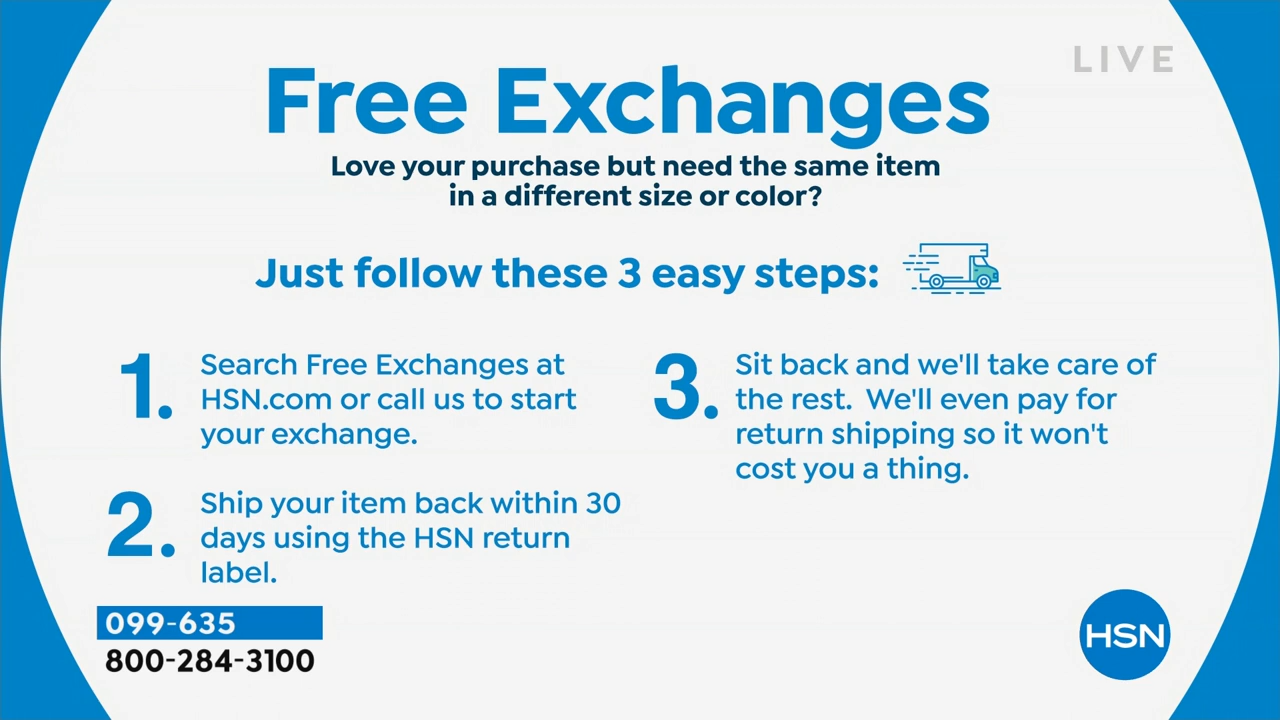 LIVE
Free Exchanges
Love your purchase but need the same item
in a different size or color?
Just follow these 3 easy steps:
1. Search Free Exchanges at
HSN.com or call us to start
your exchange.
2. Ship your item back within 30
days using the HSN return
label.
3. Sit back and we'll take care of
the rest. We'll even pay for
return shipping so it won't
cost you a thing.
099-635
800-284-3100
HSN